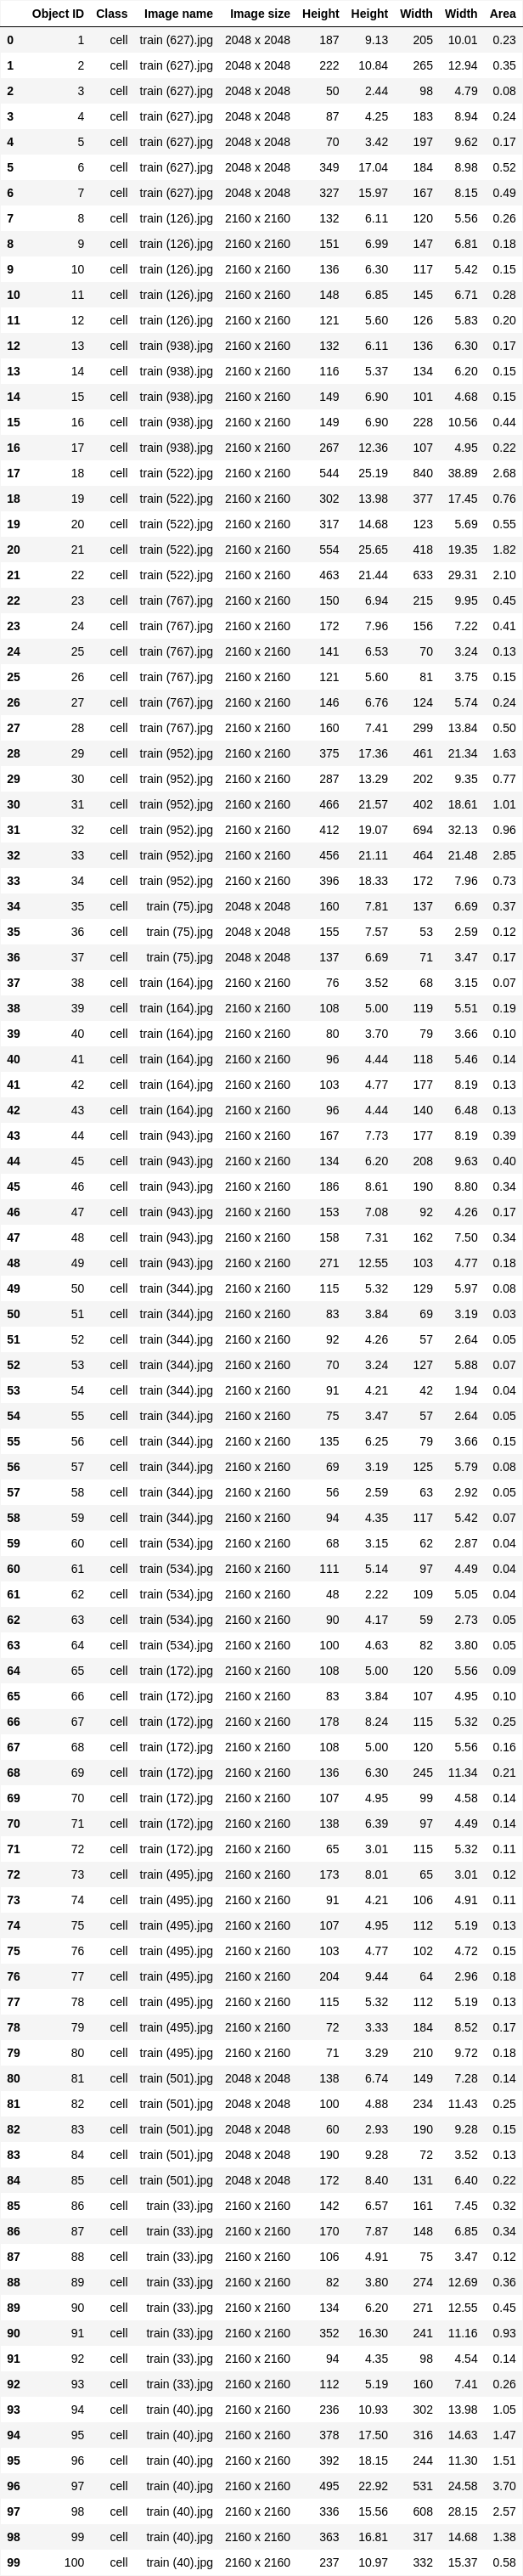 Object ID Class Image name Image size Height Height Width Width Area
0 1 cell train (627).jpg 2048 x 2048 187 9.13 205 10.01 0.23
1 2 cell train (627).jpg 2048 x 2048 222 10.84 265 12.94 0.35
2 3 cell train (627).jpg 2048 x 2048 50 2.44 98 4.79 0.08
3 4 cell train (627).jpg 2048 x 2048 87 4.25 183 8.94 0.24
4 5 cell train (627).jpg 2048 x 2048 70 3.42 197 9.62 0.17
5 6 cell train (627).jpg 2048 x 2048 349 17.04 184 8.98 0.52
6 7 cell train (627).jpg 2048 x 2048 327 15.97 167 8.15 0.49
7 8 cell train (126).jpg 2160 x 2160 132 6.11 120 5.56 0.26
8 9 cell train (126).jpg 2160 x 2160 151 6.99 147 6.81 0.18
9 10 cell train (126).jpg 2160 x 2160 136 6.30 117 5.42 0.15
10 11 cell train (126).jpg 2160 x 2160 148 6.85 145 6.71 0.28
11 12 cell train (126).jpg 2160 x 2160 121 5.60 126 5.83 0.20
12 13 cell train (938).jpg 2160 x 2160 132 6.11 136 6.30 0.17
13 14 cell train (938).jpg 2160 x 2160 116 5.37 134 6.20 0.15
14 15 cell train (938).jpg 2160 x 2160 149 6.90 101 4.68 0.15
15 16 cell train (938).jpg 2160 x 2160 149 6.90 228 10.56 0.44
16 17 cell train (938).jpg 2160 x 2160 267 12.36 107 4.95 0.22
17 18 cell train (522).jpg 2160 x 2160 544 25.19 840 38.89 2.68
18 19 cell train (522).jpg 2160 x 2160 302 13.98 377 17.45 0.76
19 20 cell train (522).jpg 2160 x 2160 317 14.68 123 5.69 0.55
20 21 cell train (522).jpg 2160 x 2160 554 25.65 418 19.35 1.82
21 22 cell train (522).jpg 2160 x 2160 463 21.44 633 29.31 2.10
22 23 cell train (767).jpg 2160 x 2160 150 6.94 215 9.95 0.45
23 24 cell train (767).jpg 2160 x 2160 172 7.96 156 7.22 0.41
24 25 cell train (767).jpg 2160 x 2160 141 6.53 70 3.24 0.13
25 26 cell train (767).jpg 2160 x 2160 121 5.60 81 3.75 0.15
26 27 cell train (767).jpg 2160 x 2160 146 6.76 124 5.74 0.24
27 28 cell train (767).jpg 2160 x 2160 160 7.41 299 13.84 0.50
28 29 cell train (952).jpg 2160 x 2160 375 17.36 461 21.34 1.63
29 30 cell train (952).jpg 2160 x 2160 287 13.29 202 9.35 0.77
30 31 cell train (952).jpg 2160 x 2160 466 21.57 402 18.61 1.01
31 32 cell train (952).jpg 2160 x 2160 412 19.07 694 32.13 0.96
32 33 cell train (952).jpg 2160 x 2160 456 21.11 464 21.48 2.85
33 34 cell train (952).jpg 2160 x 2160 396 18.33 172 7.96 0.73
34 35 cell train (75).jpg 2048 x 2048 160 7.81 137 6.69 0.37
35 36 cell train (75).jpg 2048 x 2048 155 7.57 53 2.59 0.12
36 37 cell train (75).jpg 2048 x 2048 137 6.69 71 3.47 0.17
37 38 cell train (164).jpg 2160 x 2160 76 3.52 68 3.15 0.07
38 39 cell train (164).jpg 2160 x 2160 108 5.00 119 5.51 0.19
39 40 cell train (164).jpg 2160 x 2160 80 3.70 79 3.66 0.10
40 41 cell train (164).jpg 2160 x 2160 96 4.44 118 5.46 0.14
41 42 cell train (164).jpg 2160 x 2160 103 4.77 177 8.19 0.13
42 43 cell train (164).jpg 2160 x 2160 96 4.44 140 6.48 0.13
43 44 cell train (943).jpg 2160 x 2160 167 7.73 177 8.19 0.39
44 45 cell train (943).jpg 2160 x 2160 134 6.20 208 9.63 0.40
45 46 cell train (943).jpg 2160 x 2160 186 8.61 190 8.80 0.34
46 47 cell train (943).jpg 2160 x 2160 153 7.08 92 4.26 0.17
47 48 cell train (943).jpg 2160 x 2160 158 7.31 162 7.50 0.34
48 49 cell train (943).jpg 2160 x 2160 271 12.55 103 4.77 0.18
49 50 cell train (344).jpg 2160 x 2160 115 5.32 129 5.97 0.08
50 51 cell train (344).jpg 2160 x 2160 83 3.84 69 3.19 0.03
51 52 cell train (344).jpg 2160 x 2160 92 4.26 57 2.64 0.05
52 53 cell train (344).jpg 2160 x 2160 70 3.24 127 5.88 0.07
53 54 cell train (344).jpg 2160 x 2160 91 4.21 42 1.94 0.04
54 55 cell train (344).jpg 2160 x 2160 75 3.47 57 2.64 0.05
55 56 cell train (344).jpg 2160 x 2160 135 6.25 79 3.66 0.15
56 57 cell train (344).jpg 2160 x 2160 69 3.19 125 5.79 0.08
57 58 cell train (344).jpg 2160 x 2160 56 2.59 63 2.92 0.05
58 59 cell train (344).jpg 2160 x 2160 94 4.35 117 5.42 0.07
59 60 cell train (534).jpg 2160 x 2160 68 3.15 62 2.87 0.04
60 61 cell train (534).jpg 2160 x 2160 111 5.14 97 4.49 0.04
61 62 cell train (534).jpg 2160 x 2160 48 2.22 109 5.05 0.04
62 63 cell train (534).jpg 2160 x 2160 90 4.17 59 2.73 0.05
63 64 cell train (534).jpg 2160 x 2160 100 4.63 82 3.80 0.05
64 65 cell train (172).jpg 2160 x 2160 108 5.00 120 5.56 0.09
65 66 cell train (172).jpg 2160 x 2160 83 3.84 107 4.95 0.10
66 67 cell train (172).jpg 2160 x 2160 178 8.24 115 5.32 0.25
67 68 cell train (172).jpg 2160 x 2160 108 5.00 120 5.56 0.16
68 69 cell train (172).jpg 2160 x 2160 136 6.30 245 11.34 0.21
69 70 cell train (172).jpg 2160 x 2160 107 4.95 99 4.58 0.14
70 71 cell train (172).jpg 2160 x 2160 138 6.39 97 4.49 0.14
71 72 cell train (172).jpg 2160 x 2160 65 3.01 115 5.32 0.11
72 73 cell train (495).jpg 2160 x 2160 173 8.01 65 3.01 0.12
73 74 cell train (495).jpg 2160 x 2160 91 4.21 106 4.91 0.11
74 75 cell train (495).jpg 2160 x 2160 107 4.95 112 5.19 0.13
75 76 cell train (495).jpg 2160 x 2160 103 4.77 102 4.72 0.15
76 77 cell train (495).jpg 2160 x 2160 204 9.44 64 2.96 0.18
77 78 cell train (495).jpg 2160 x 2160 115 5.32 112 5.19 0.13
78 79 cell train (495).jpg 2160 x 2160 72 3.33 184 8.52 0.17
79 80 cell train (495).jpg 2160 x 2160 71 3.29 210 9.72 0.18
80 81 cell train (501).jpg 2048 x 2048 138 6.74 149 7.28 0.14
81 82 cell train (501).jpg 2048 x 2048 100 4.88 234 11.43 0.25
82 83 cell train (501).jpg 2048 x 2048 60 2.93 190 9.28 0.15
83 84 cell train (501).jpg 2048 x 2048 190 9.28 72 3.52 0.13
84 85 cell train (501).jpg 2048 x 2048 172 8.40 131 6.40 0.22
85 86 cell train (33).jpg 2160 x 2160 142 6.57 161 7.45 0.32
86 87 cell train (33).jpg 2160 x 2160 170 7.87 148 6.85 0.34
87 88 cell train (33).jpg 2160 x 2160 106 4.91 75 3.47 0.12
88 89 cell train (33).jpg 2160 x 2160 82 3.80 274 12.69 0.36
89 90 cell train (33).jpg 2160 x 2160 134 6.20 271 12.55 0.45
90 91 cell train (33).jpg 2160 x 2160 352 16.30 241 11.16 0.93
91 92 cell train (33).jpg 2160 x 2160 94 4.35 98 4.54 0.14
92 93 cell train (33).jpg 2160 x 2160 112 5.19 160 7.41 0.26
93 94 cell train (40).jpg 2160 x 2160 236 10.93 302 13.98 1.05
94 95 cell train (40).jpg 2160 x 2160 378 17.50 316 14.63 1.47
95 96 cell train (40).jpg 2160 x 2160 392 18.15 244 11.30 1.51
96 97 cell train (40).jpg 2160 x 2160 495 22.92 531 24.58 3.70
97 98 cell train (40).jpg 2160 x 2160 336 15.56 608 28.15 2.57
98 99 cell train (40).jpg 2160 x 2160 363 16.81 317 14.68 1.38
99 100 cell train (40).jpg 2160 x 2160 237 10.97 332 15.37 0.58